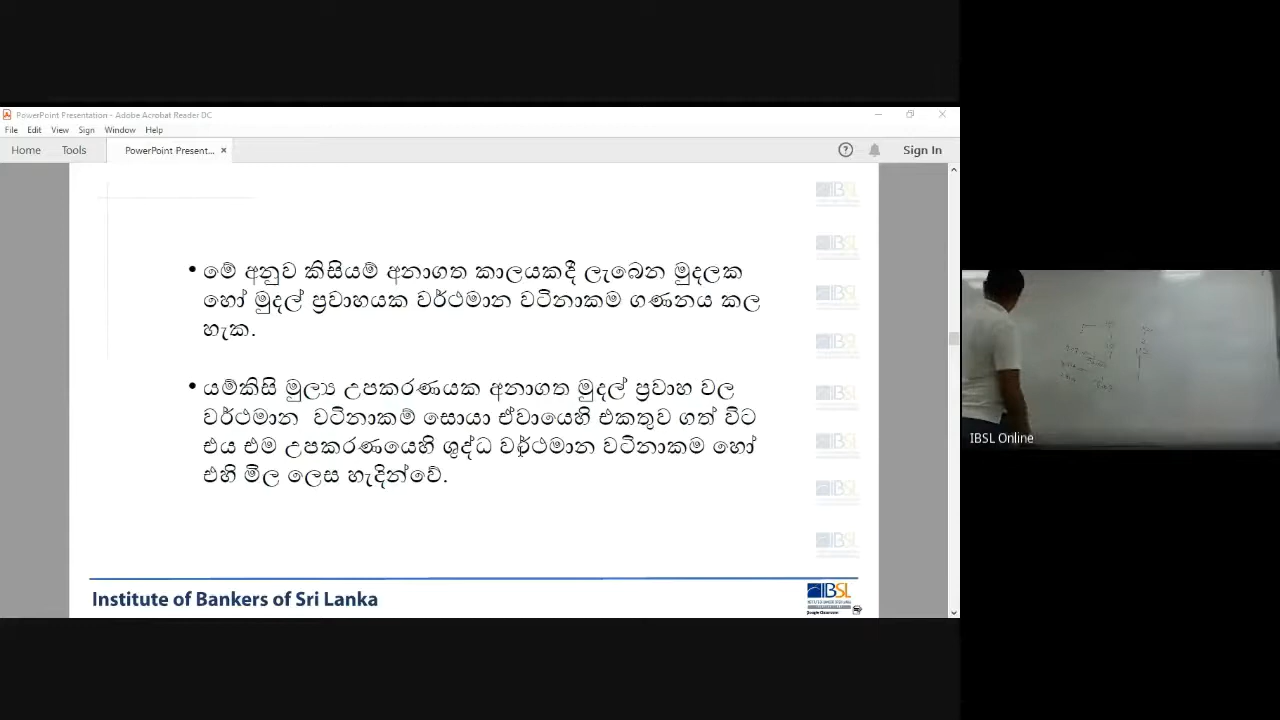 PowerPoint Presentation - Adobe Acrobat Reader DC
File Edit View Sign Window Help
Home Tools PowerPoint Present... × Sign In
• මේ අනුව කිසියම් අනාගත කාලයකදී ලැබෙන මුදලක
හෝ මුදල් ප්‍රවාහයක වර්ථමාන වටිනාකම ගණනය කල
හැක.
• යම්කිසි මුල්‍ය උපකරණයක අනාගත මුදල් ප්‍රවාහ වල
වර්ථමාන වටිනාකම් සොයා ඒවායෙහි එකතුව ගත් විට
එය එම උපකරණයෙහි ශුද්ධ වර්ථමාන වටිනාකම හෝ
එහි මිල ලෙස හැදින්වේ.
Institute of Bankers of Sri Lanka
IBSL
IBSL Online